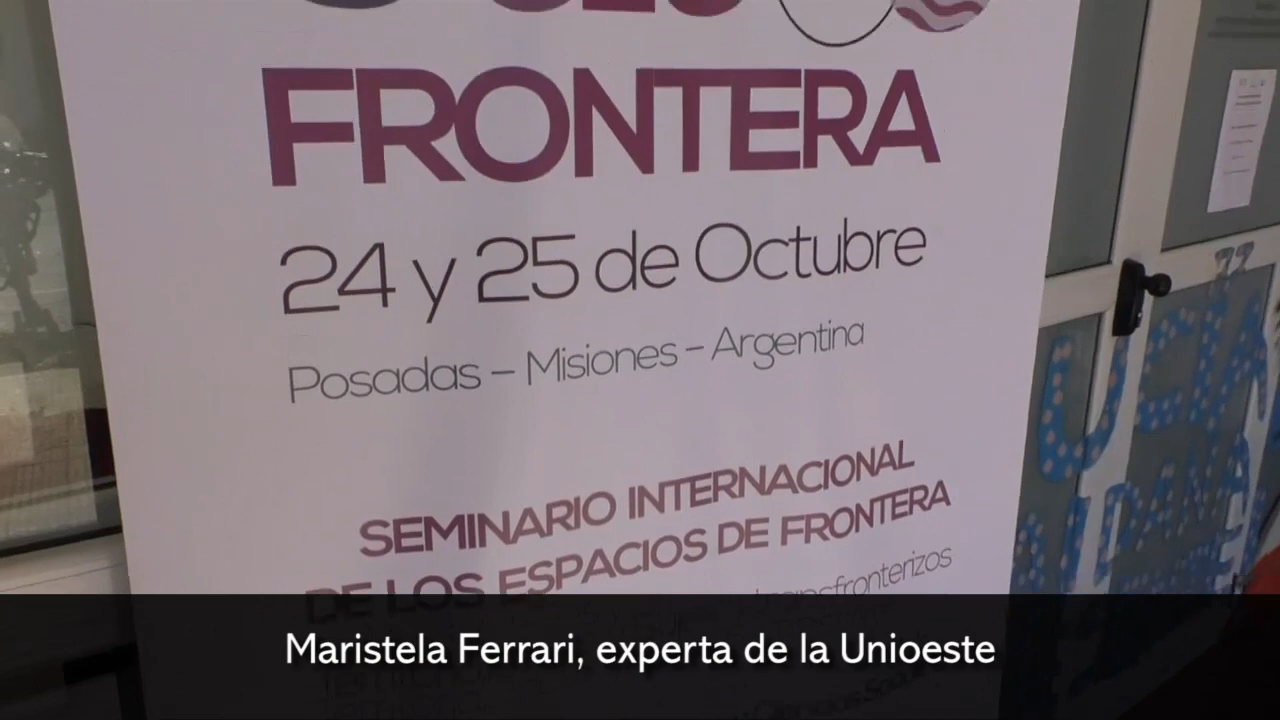 FRONTERA
24 y 25 de Octubre
Posadas – Misiones – Argentina
SEMINARIO INTERNACIONAL
DE LOS ESPACIOS DE FRONTERA
transfronterizos
Maristela Ferrari, experta de la Unioeste